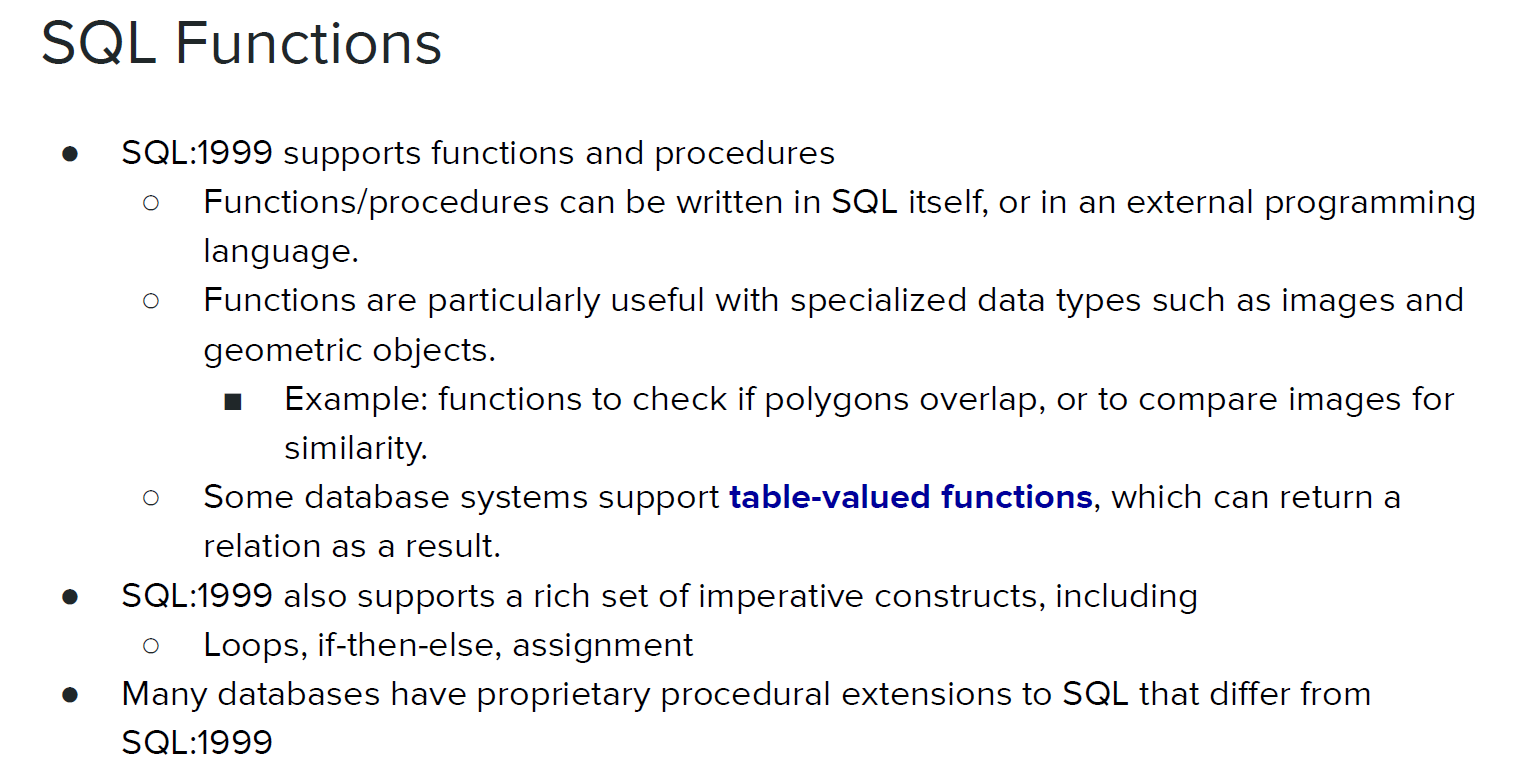 SQL Functions
● SQL:1999 supports functions and procedures
○ Functions/procedures can be written in SQL itself, or in an external programming
language.
○ Functions are particularly useful with specialized data types such as images and
geometric objects.
■ Example: functions to check if polygons overlap, or to compare images for
similarity.
○ Some database systems support table-valued functions, which can return a
relation as a result.
● SQL:1999 also supports a rich set of imperative constructs, including
○ Loops, if-then-else, assignment
● Many databases have proprietary procedural extensions to SQL that differ from
SQL:1999